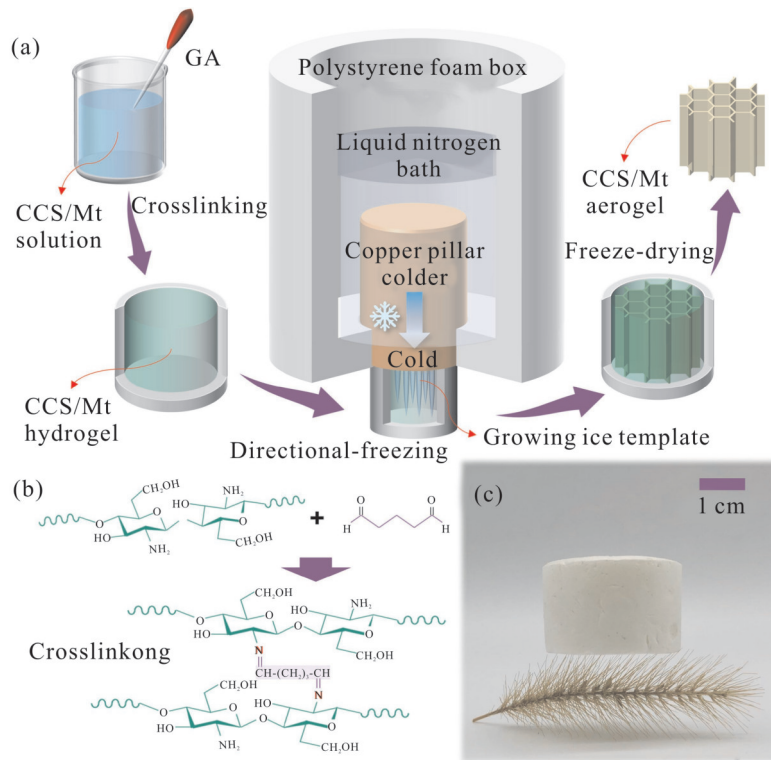 (a)
GA
Polystyrene foam box
Liquid nitrogen
bath
CCS/Mt
solution
Crosslinking
CCS/Mt
aerogel
Copper pillar
colder
Freeze-drying
Cold
CCS/Mt
hydrogel
Directional-freezing
Growing ice template
(b)
CH₂OH
HO
NH₂
O
O
O
HO
NH₂
O
CH₂OH
+
O
H
O
H
(c)
1 cm
Crosslinkong
CH₂OH
O
O
HO
N
O
HO
NH₂
O
O
CH₂OH
CH-(CH₂)₃-CH
N
CH₂OH
O
O
HO
NH₂
O
HO
O
O
CH₂OH